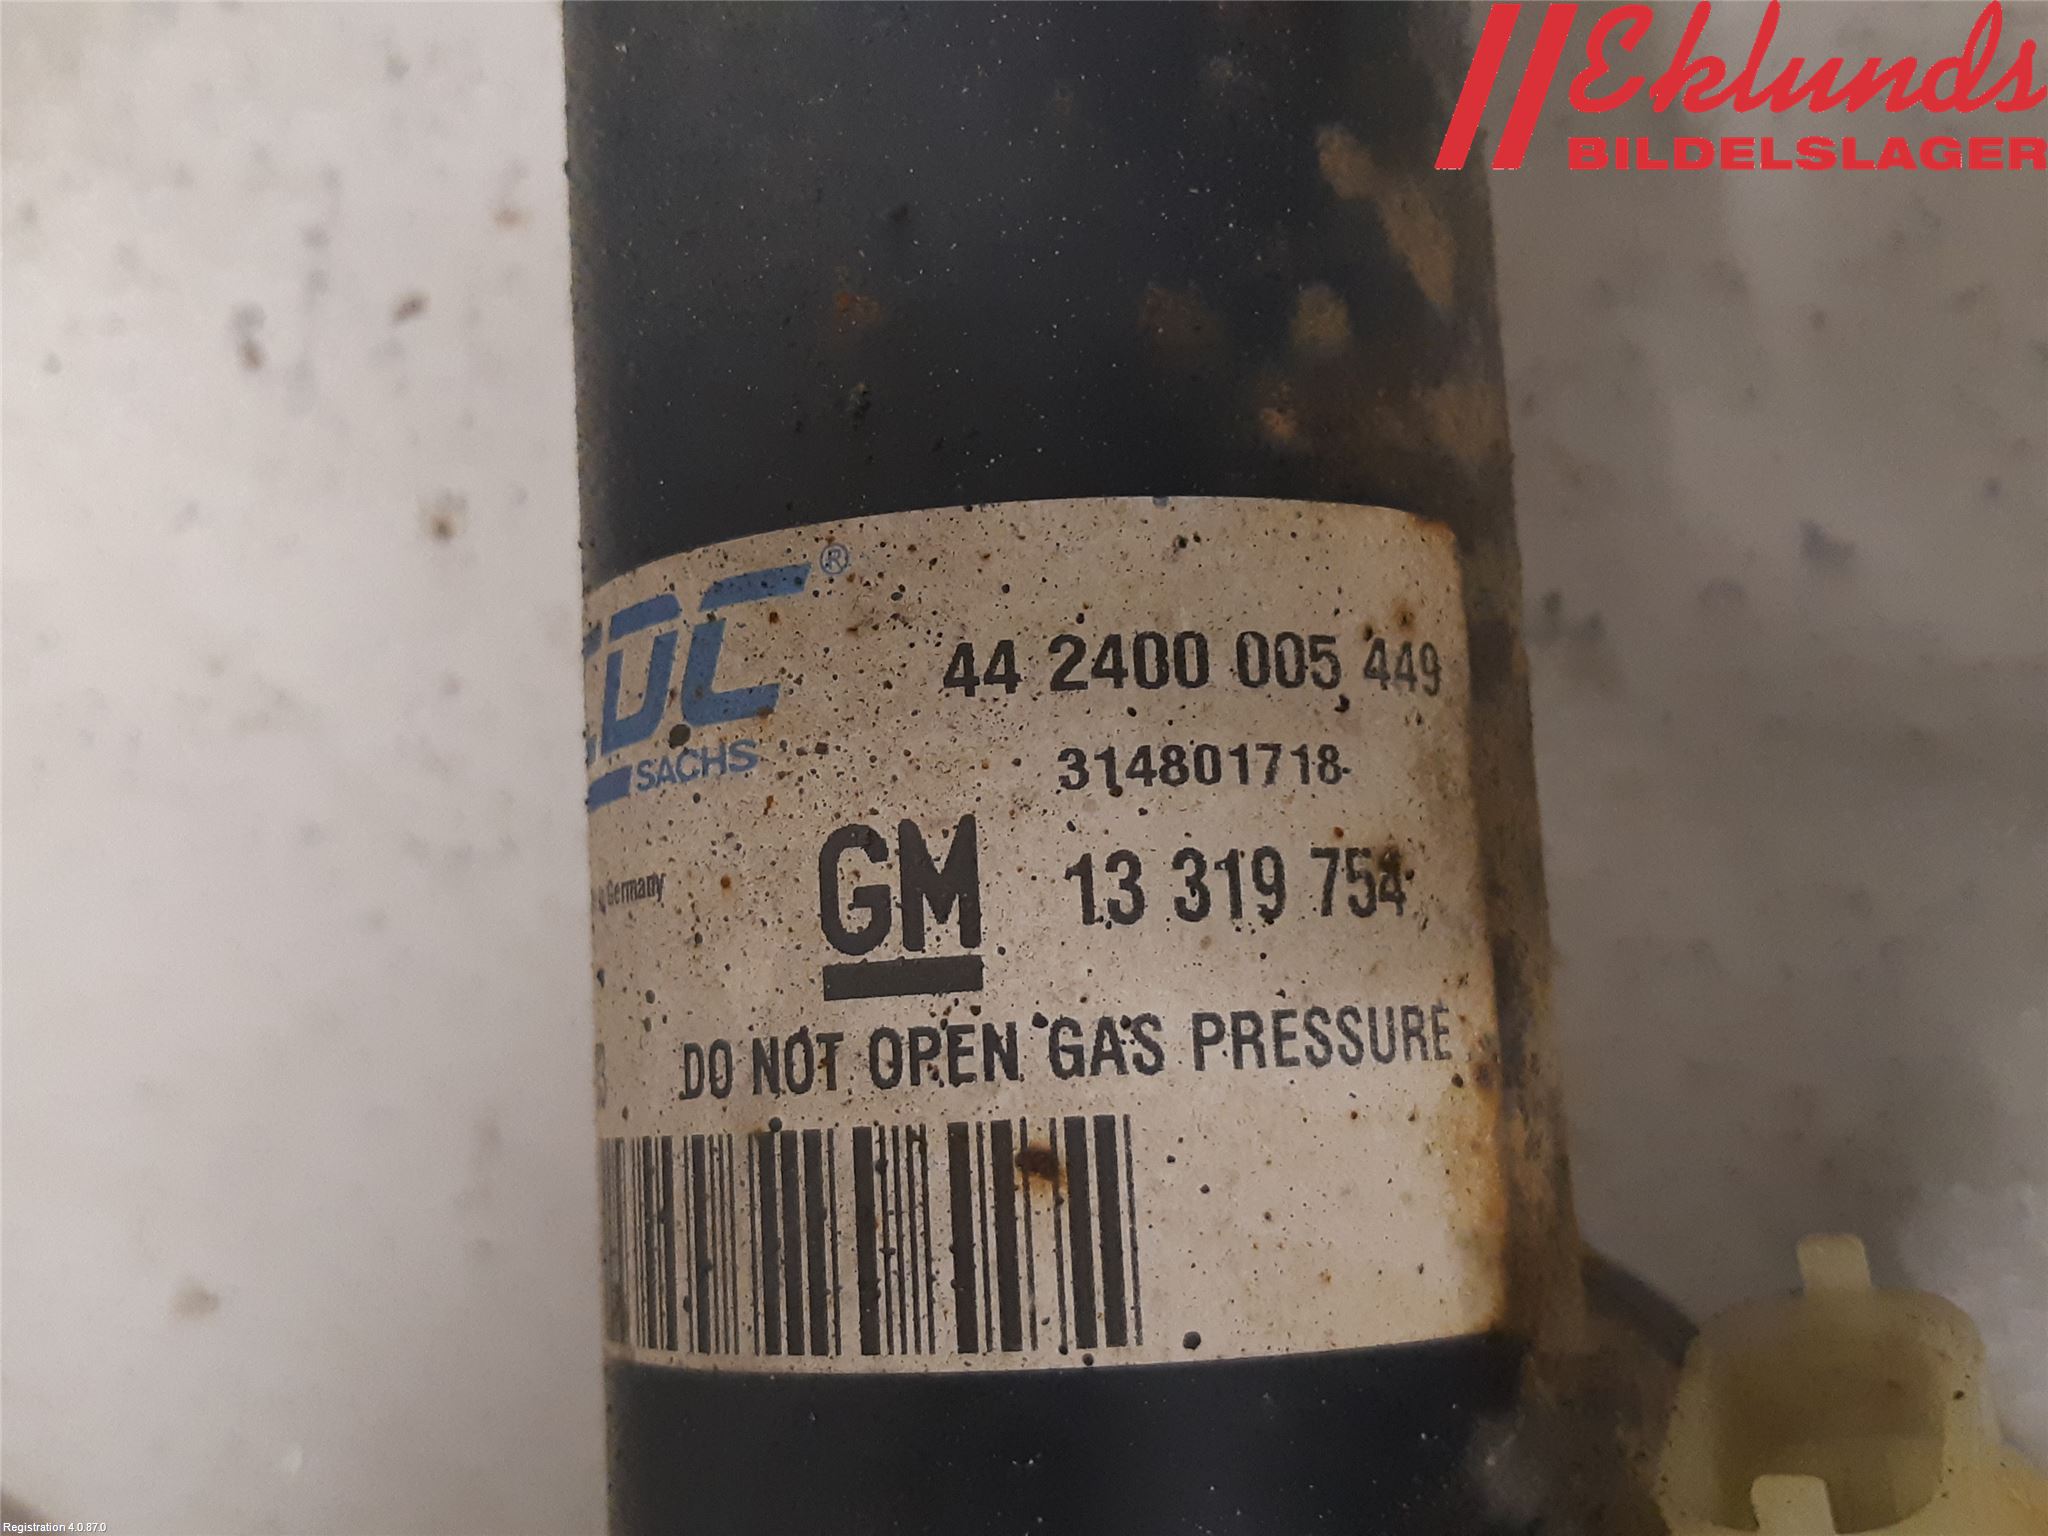 Eklunds
BILDELSLAGER
CDC®
SACHS
44 2400 005 449
314801718
Germany
GM 13 319 754
DO NOT OPEN GAS PRESSURE
Registration 4.0.87.0